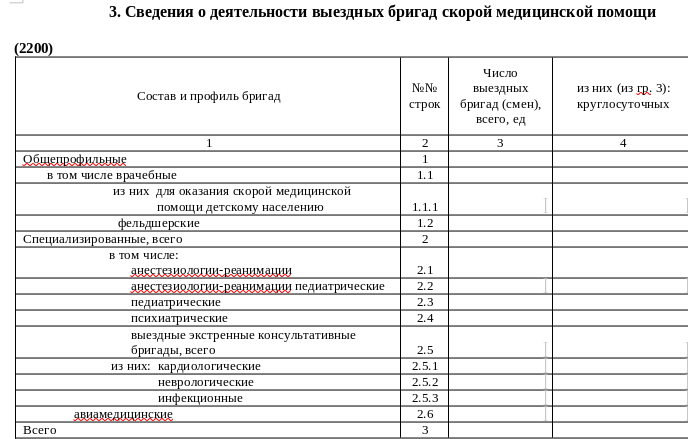 3. Сведения о деятельности выездных бригад скорой медицинской помощи
(2200)
Состав и профиль бригад
№№
строк
Число
выездных
бригад (смен),
всего, ед
из них (из гр. 3):
круглосуточных
1 2 3 4
Общепрофильные 1
в том числе врачебные 1.1
из них для оказания скорой медицинской
помощи детскому населению 1.1.1
фельдшерские 1.2
Специализированные, всего 2
в том числе:
анестезиологии-реанимации 2.1
анестезиологии-реанимации педиатрические 2.2
педиатрические 2.3
психиатрические 2.4
выездные экстренные консультативные
бригады, всего 2.5
из них: кардиологические 2.5.1
неврологические 2.5.2
инфекционные 2.5.3
авиамедицинские 2.6
Всего 3